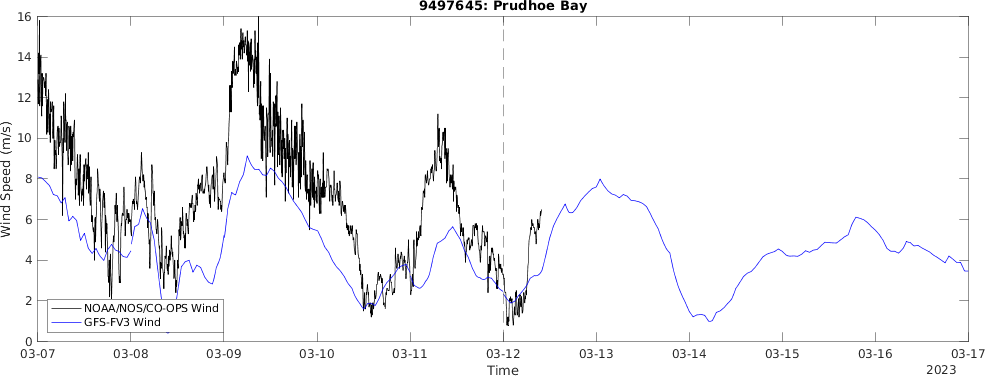 9497645: Prudhoe Bay
Wind Speed (m/s)
16
14
12
10
8
6
4
2
0
NOAA/NOS/CO-OPS Wind
GFS-FV3 Wind
03-07 03-08 03-09 03-10 03-11 03-12 03-13 03-14 03-15 03-16 03-17
Time
2023